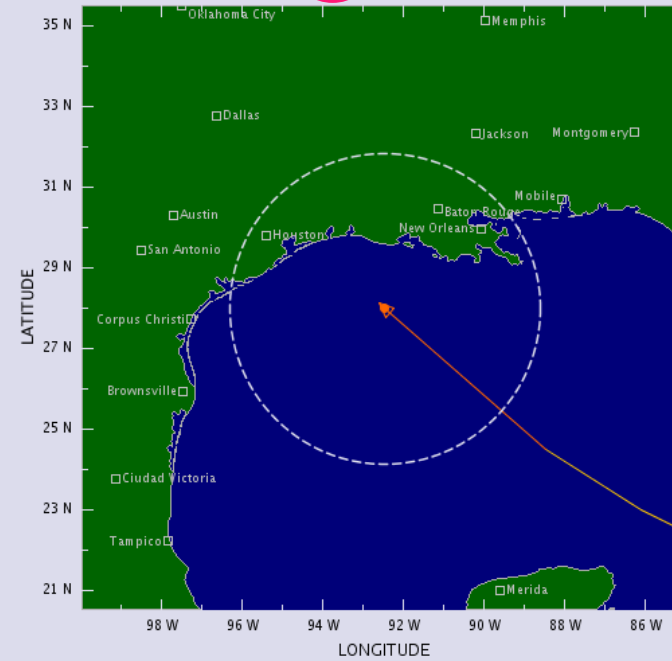 35 N
Oklahoma City
Memphis
33 N
Dallas
Jackson
Montgomery
31 N
Mobile
Baton Rouge
Austin
New Orleans
Houston
San Antonio
29 N
LATITUDE
Corpus Christi
27 N
Brownsville
25 N
Ciudad Victoria
23 N
Tampico
21 N
Merida
98 W 96 W 94 W 92 W 90 W 88 W 86 W
LONGITUDE